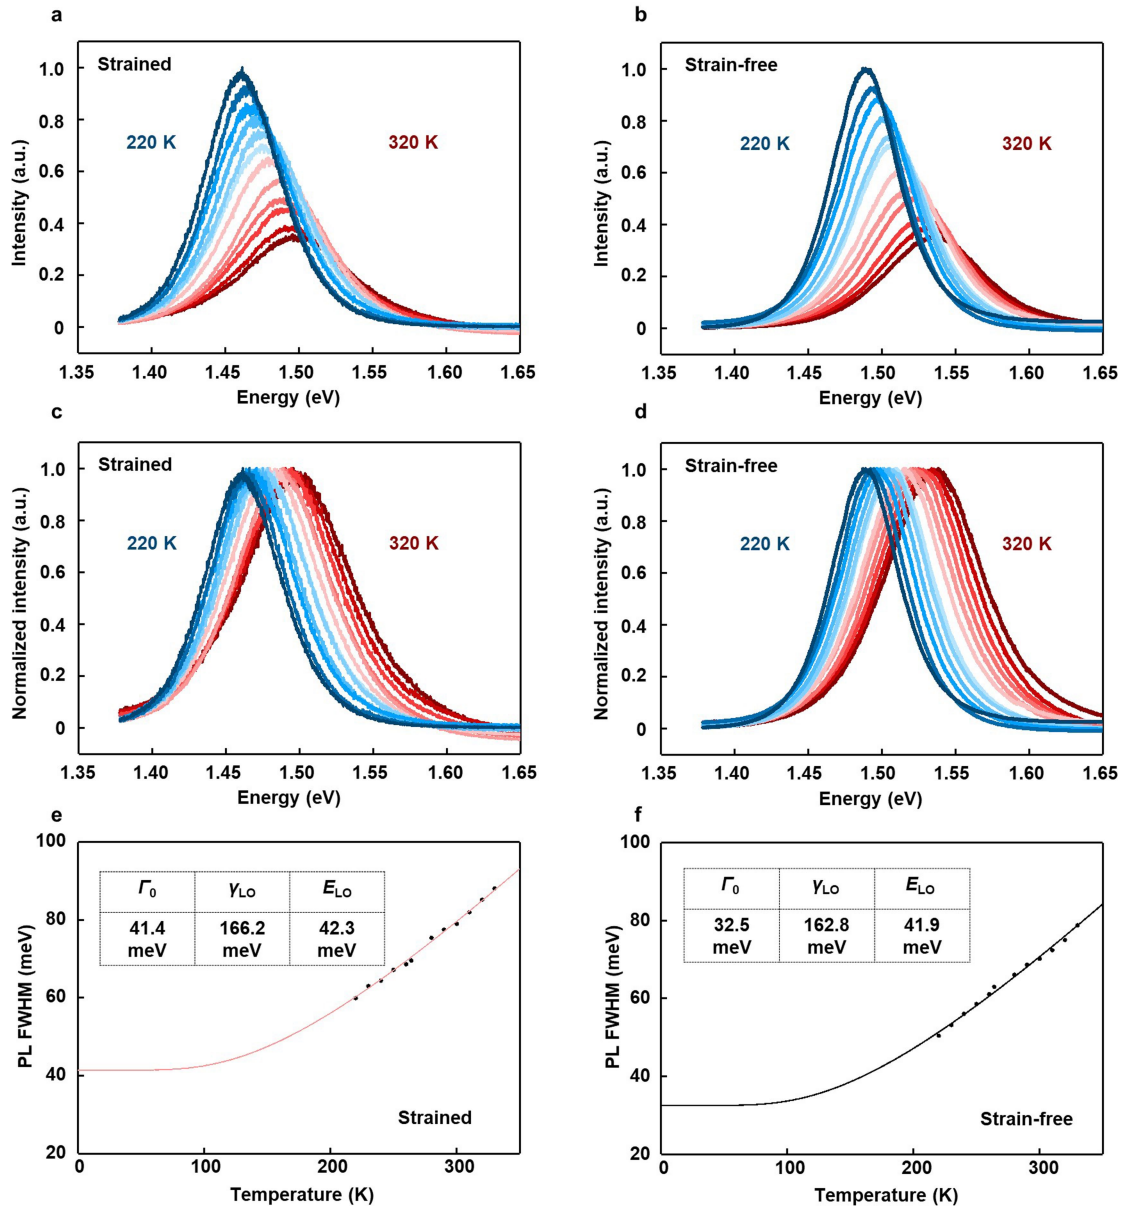 a
Strained
220 K
320 K
1.0
0.8
0.6
0.4
0.2
0
1.35 1.40 1.45 1.50 1.55 1.60 1.65
Intensity (a.u.)
Energy (eV)
b
Strain-free
220 K
320 K
1.0
0.8
0.6
0.4
0.2
0
1.35 1.40 1.45 1.50 1.55 1.60 1.65
Intensity (a.u.)
Energy (eV)
c
Strained
220 K
320 K
1.0
0.8
0.6
0.4
0.2
0
1.35 1.40 1.45 1.50 1.55 1.60 1.65
Normalized intensity (a.u.)
Energy (eV)
d
Strain-free
220 K
320 K
1.0
0.8
0.6
0.4
0.2
0
1.35 1.40 1.45 1.50 1.55 1.60 1.65
Normalized intensity (a.u.)
Energy (eV)
e
100
80
60
40
20
0 100 200 300
PL FWHM (meV)
Temperature (K)
Γ0 γLO ELO
41.4 166.2 42.3
meV meV meV
Strained
f
100
80
60
40
20
0 100 200 300
PL FWHM (meV)
Temperature (K)
Γ0 γLO ELO
32.5 162.8 41.9
meV meV meV
Strain-free